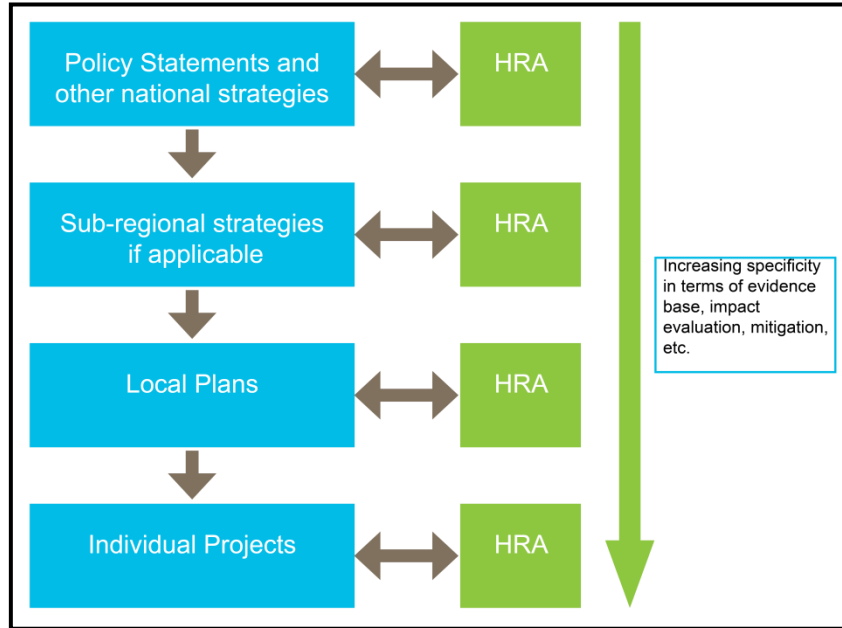 Policy Statements and
other national strategies
HRA
Sub-regional strategies
if applicable
HRA
Increasing specificity
in terms of evidence
base, impact
evaluation, mitigation,
etc.
Local Plans
HRA
Individual Projects
HRA